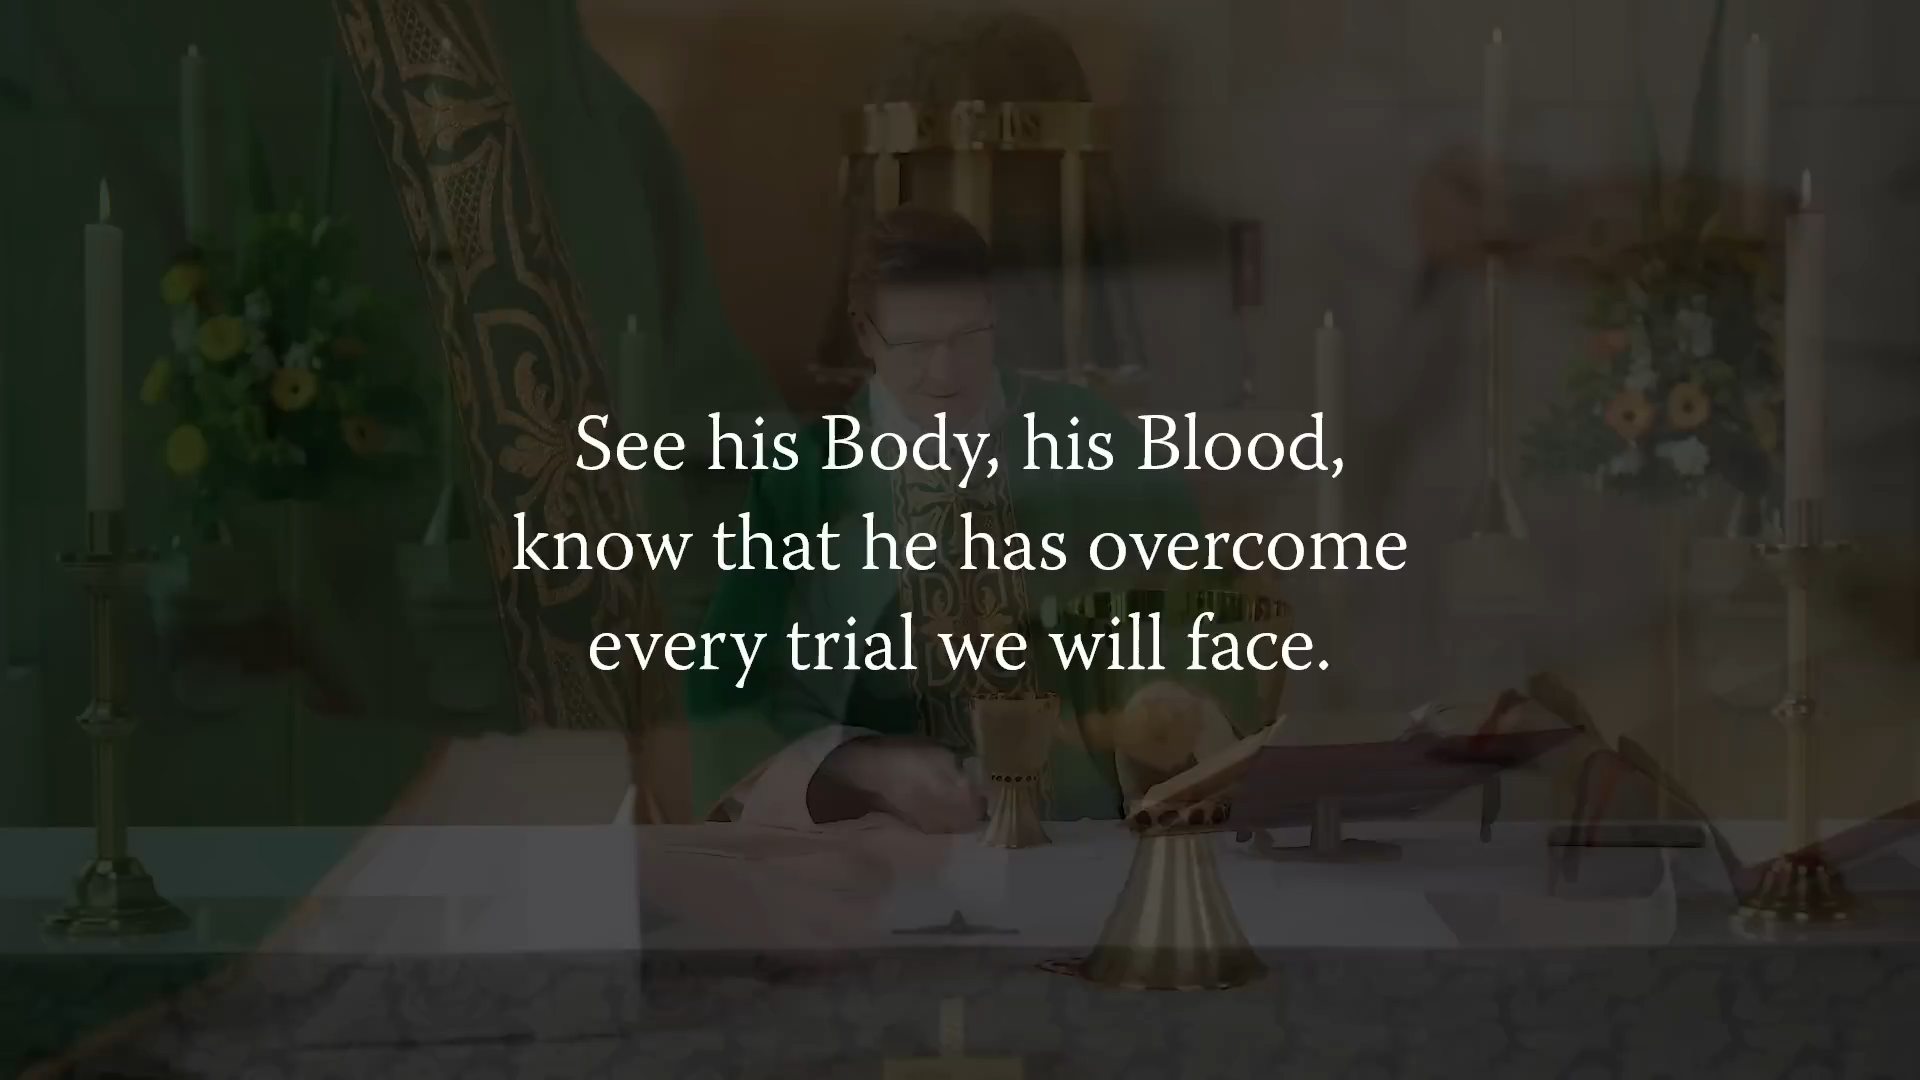 See his Body, his Blood,
know that he has overcome
every trial we will face.